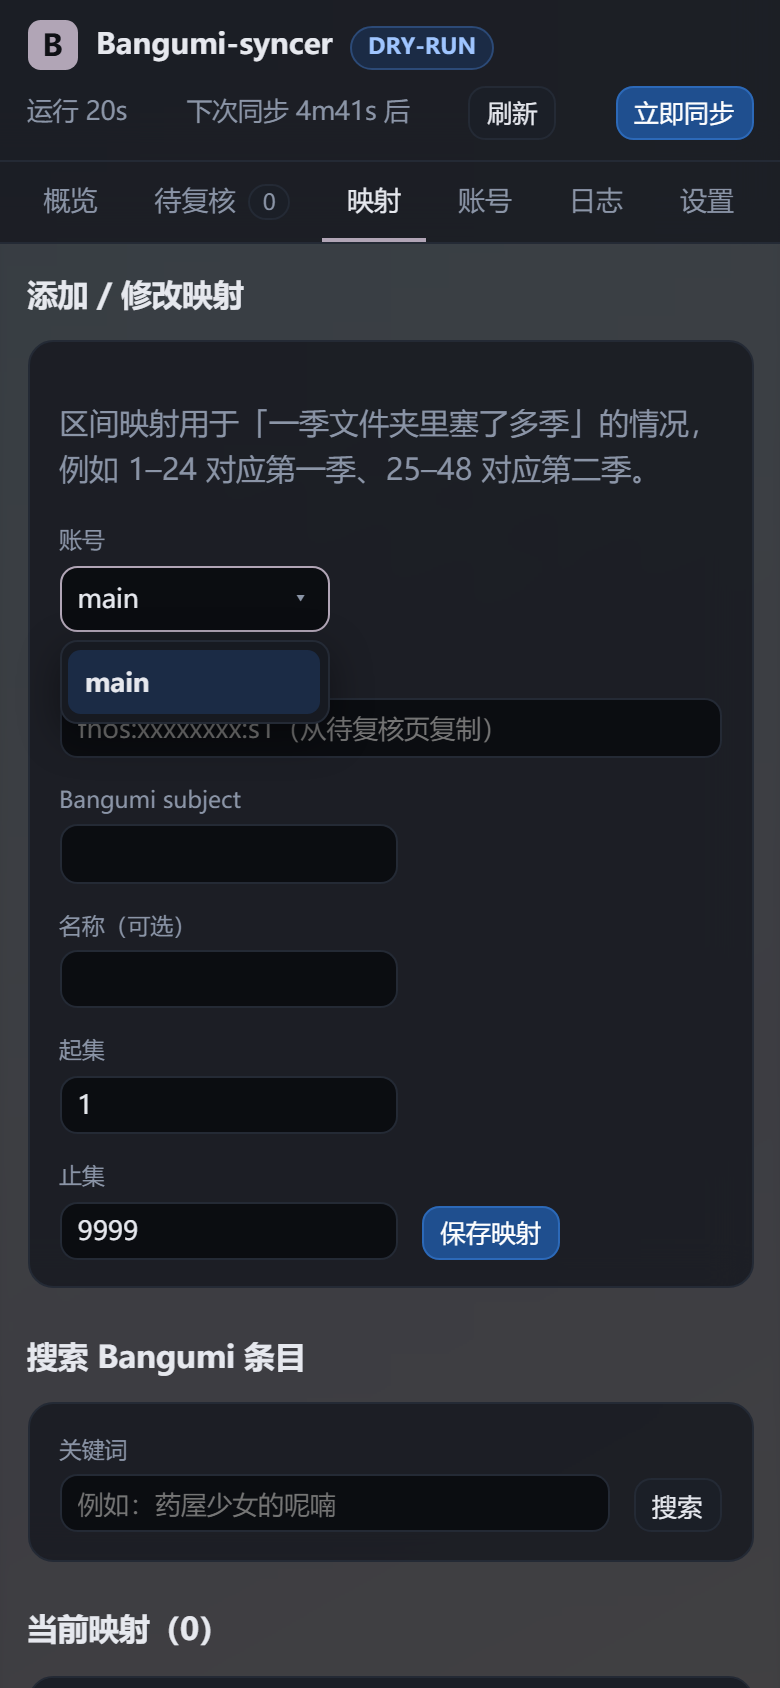 B Bangumi-syncer DRY-RUN
运行 20s 下次同步 4m41s 后 刷新 立即同步
概览 待复核 0 映射 账号 日志 设置
添加 / 修改映射
区间映射用于「一季文件夹里塞了多季」的情况,
例如 1–24 对应第一季、25–48 对应第二季。
账号
main
main
fnos:xxxxxxxx:s1（从待复核页复制）
Bangumi subject
名称（可选）
起集
1
止集
9999 保存映射
搜索 Bangumi 条目
关键词
例如：药屋少女的呢喃 搜索
当前映射（0）